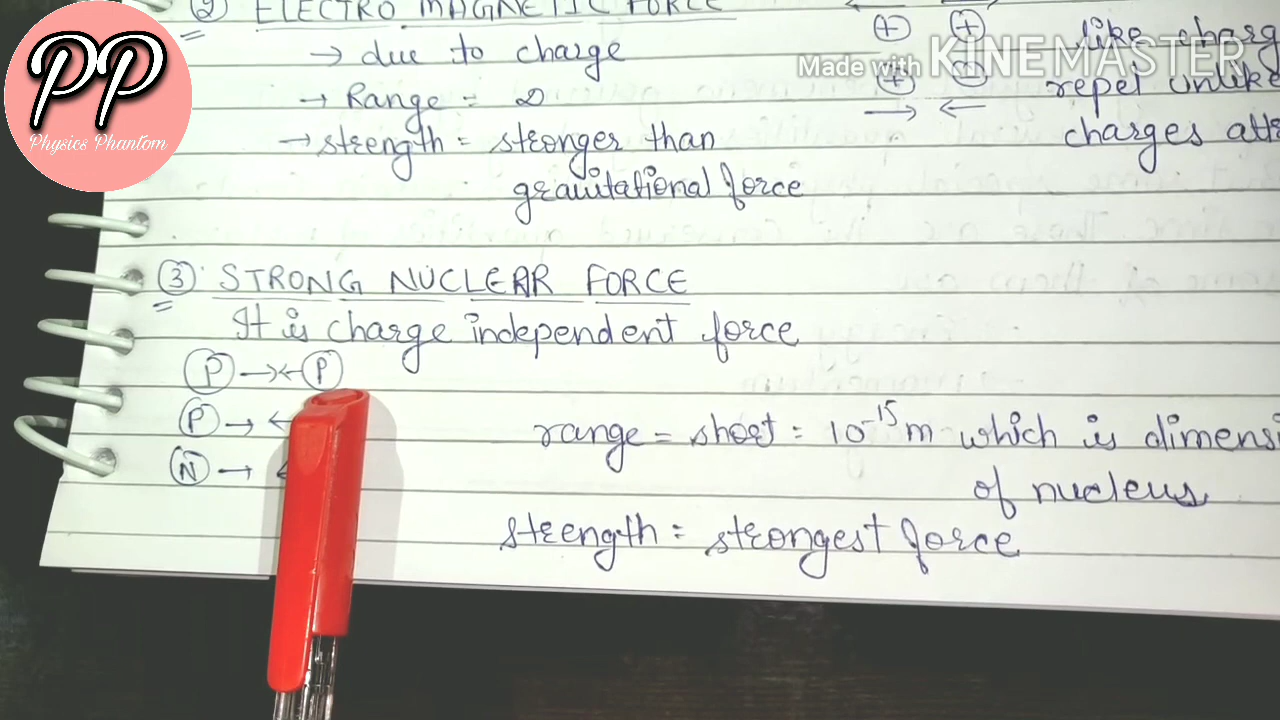 ② ELECTRO MAGNETIC FORCE
→ due to charge
→ Range = ∞
→ strength = stronger than
gravitational force
⊕ ⊕
⊕ ⊖
→ ←
like charg
repel unlike
charges att
③ STRONG NUCLEAR FORCE
It is charge independent force
P →← P
P → ←
N → ←
range = short = 10⁻¹⁵ m which is dimensi
of nucleus
strength = strongest force
PP
Physics Phantom
Made with KINEMASTER